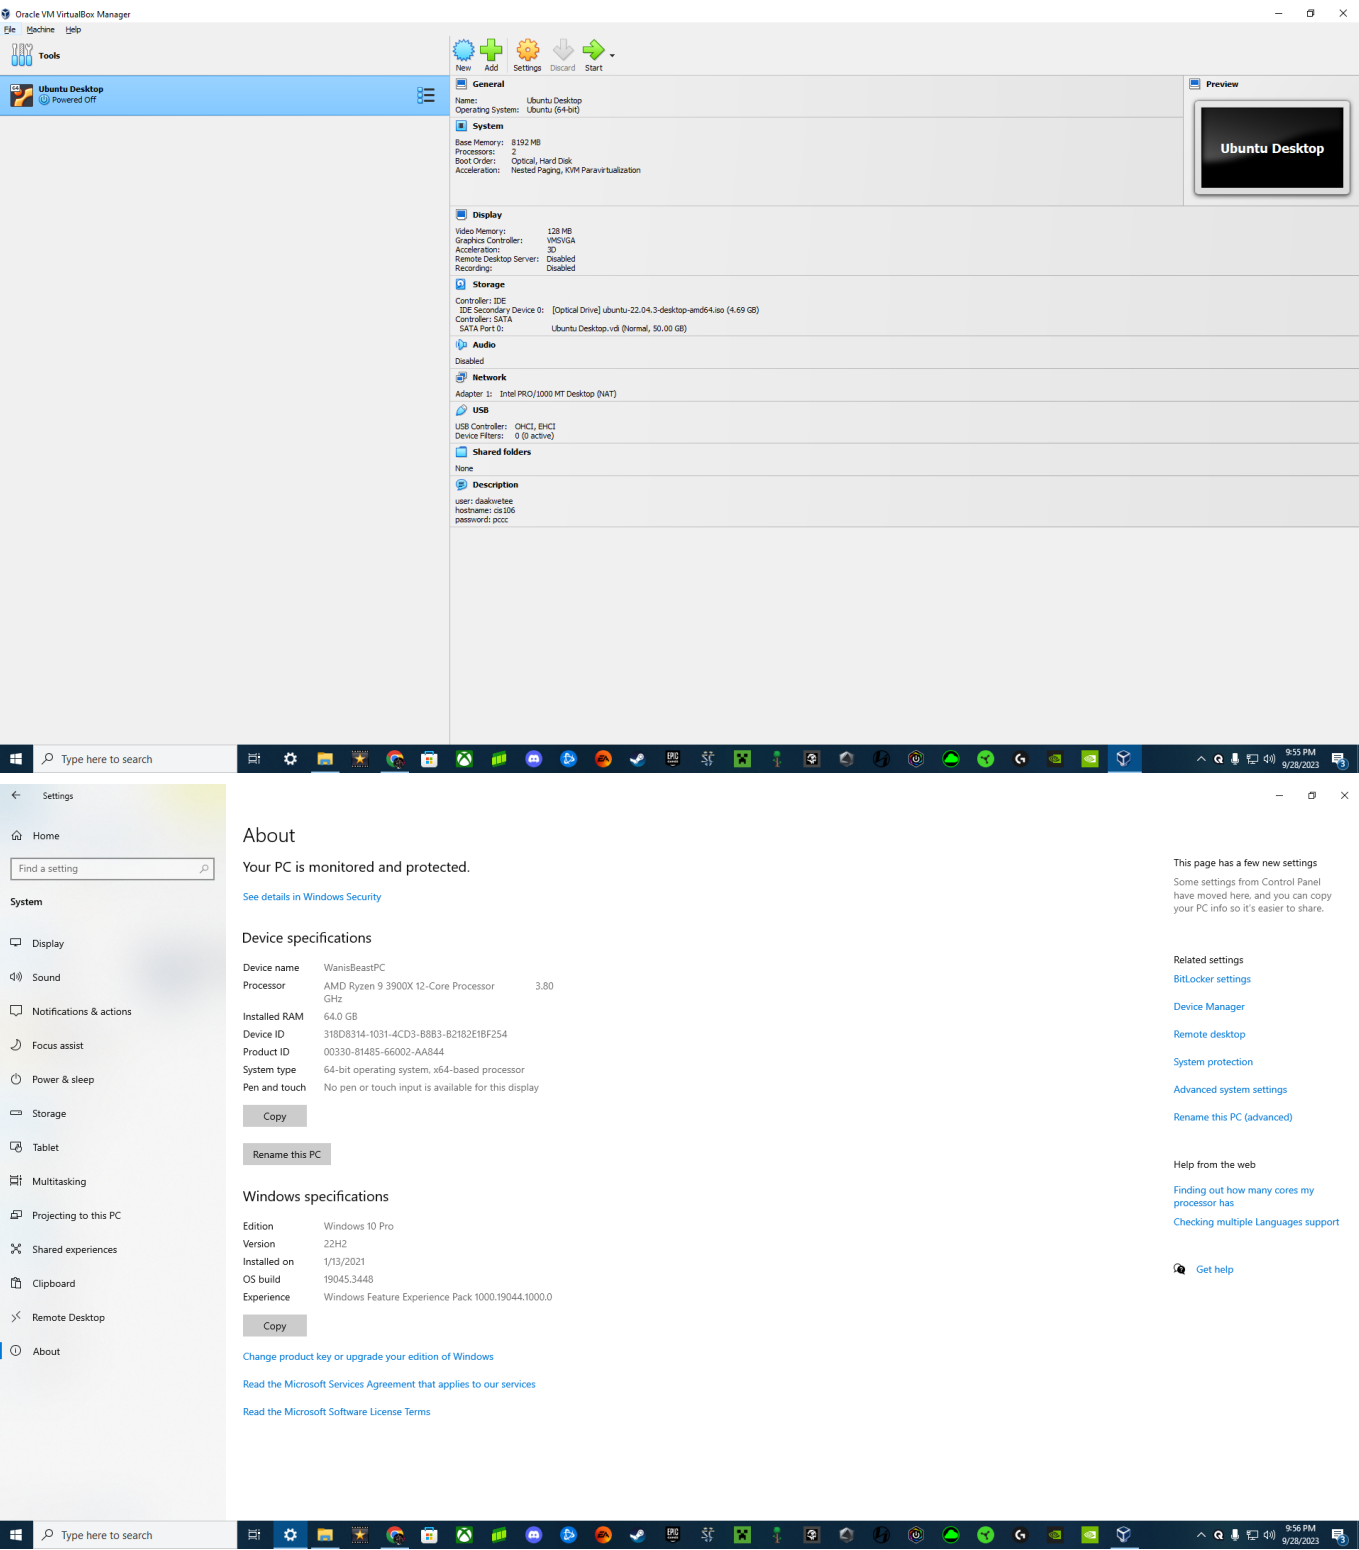 Oracle VM VirtualBox Manager
File Machine Help
Tools
New Add Settings Discard Start
Ubuntu Desktop
Powered Off
General
Name: Ubuntu Desktop
Operating System: Ubuntu (64-bit)
System
Base Memory: 8192 MB
Processors: 2
Boot Order: Optical, Hard Disk
Acceleration: Nested Paging, KVM Paravirtualization
Preview
Ubuntu Desktop
Display
Video Memory: 128 MB
Graphics Controller: VMSVGA
Acceleration: 3D
Remote Desktop Server: Disabled
Recording: Disabled
Storage
Controller: IDE
IDE Secondary Device 0: [Optical Drive] ubuntu-22.04.3-desktop-amd64.iso (4.69 GB)
Controller: SATA
SATA Port 0: Ubuntu Desktop.vdi (Normal, 50.00 GB)
Audio
Disabled
Network
Adapter 1: Intel PRO/1000 MT Desktop (NAT)
USB
USB Controller: OHCI, EHCI
Device Filters: 0 (0 active)
Shared folders
None
Description
user: daakwetee
hostname: cis106
password: pccc
Type here to search
9:55 PM
9/28/2023
Settings
Home
Find a setting
System
Display
Sound
Notifications & actions
Focus assist
Power & sleep
Storage
Tablet
Multitasking
Projecting to this PC
Shared experiences
Clipboard
Remote Desktop
About
About
Your PC is monitored and protected.
See details in Windows Security
Device specifications
Device name WanisBeastPC
Processor AMD Ryzen 9 3900X 12-Core Processor 3.80
GHz
Installed RAM 64.0 GB
Device ID 318D8314-1031-4CD3-B8B3-B2182E1BF254
Product ID 00330-81485-66002-AA844
System type 64-bit operating system, x64-based processor
Pen and touch No pen or touch input is available for this display
Copy
Rename this PC
Windows specifications
Edition Windows 10 Pro
Version 22H2
Installed on 1/13/2021
OS build 19045.3448
Experience Windows Feature Experience Pack 1000.19044.1000.0
Copy
Change product key or upgrade your edition of Windows
Read the Microsoft Services Agreement that applies to our services
Read the Microsoft Software License Terms
This page has a few new settings
Some settings from Control Panel
have moved here, and you can copy
your PC info so it's easier to share.
Related settings
BitLocker settings
Device Manager
Remote desktop
System protection
Advanced system settings
Rename this PC (advanced)
Help from the web
Finding out how many cores my
processor has
Checking multiple Languages support
Get help
Type here to search
9:56 PM
9/28/2023